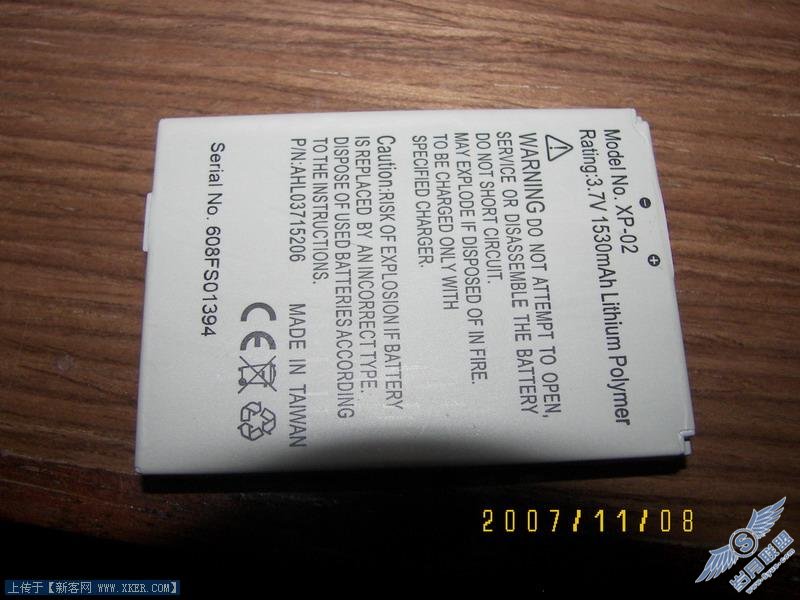 Model No. XP-02
Rating:3.7V 1530mAh Lithium Polymer
WARNING DO NOT ATTEMPT TO OPEN,
SERVICE OR DISASSEMBLE THE BATTERY
DO NOT SHORT CIRCUIT.
MAY EXPLODE IF DISPOSED OF IN FIRE.
TO BE CHARGED ONLY WITH
SPECIFIED CHARGER.
Caution:RISK OF EXPLOSION IF BATTERY
IS REPLACED BY AN INCORRECT TYPE.
DISPOSE OF USED BATTERIES ACCORDING
TO THE INSTRUCTIONS.
P/N:AHL03715206 MADE IN TAIWAN
CE
Serial No. 608FS01394
2007/11/08
上传于【新客网 www.XKER.com】